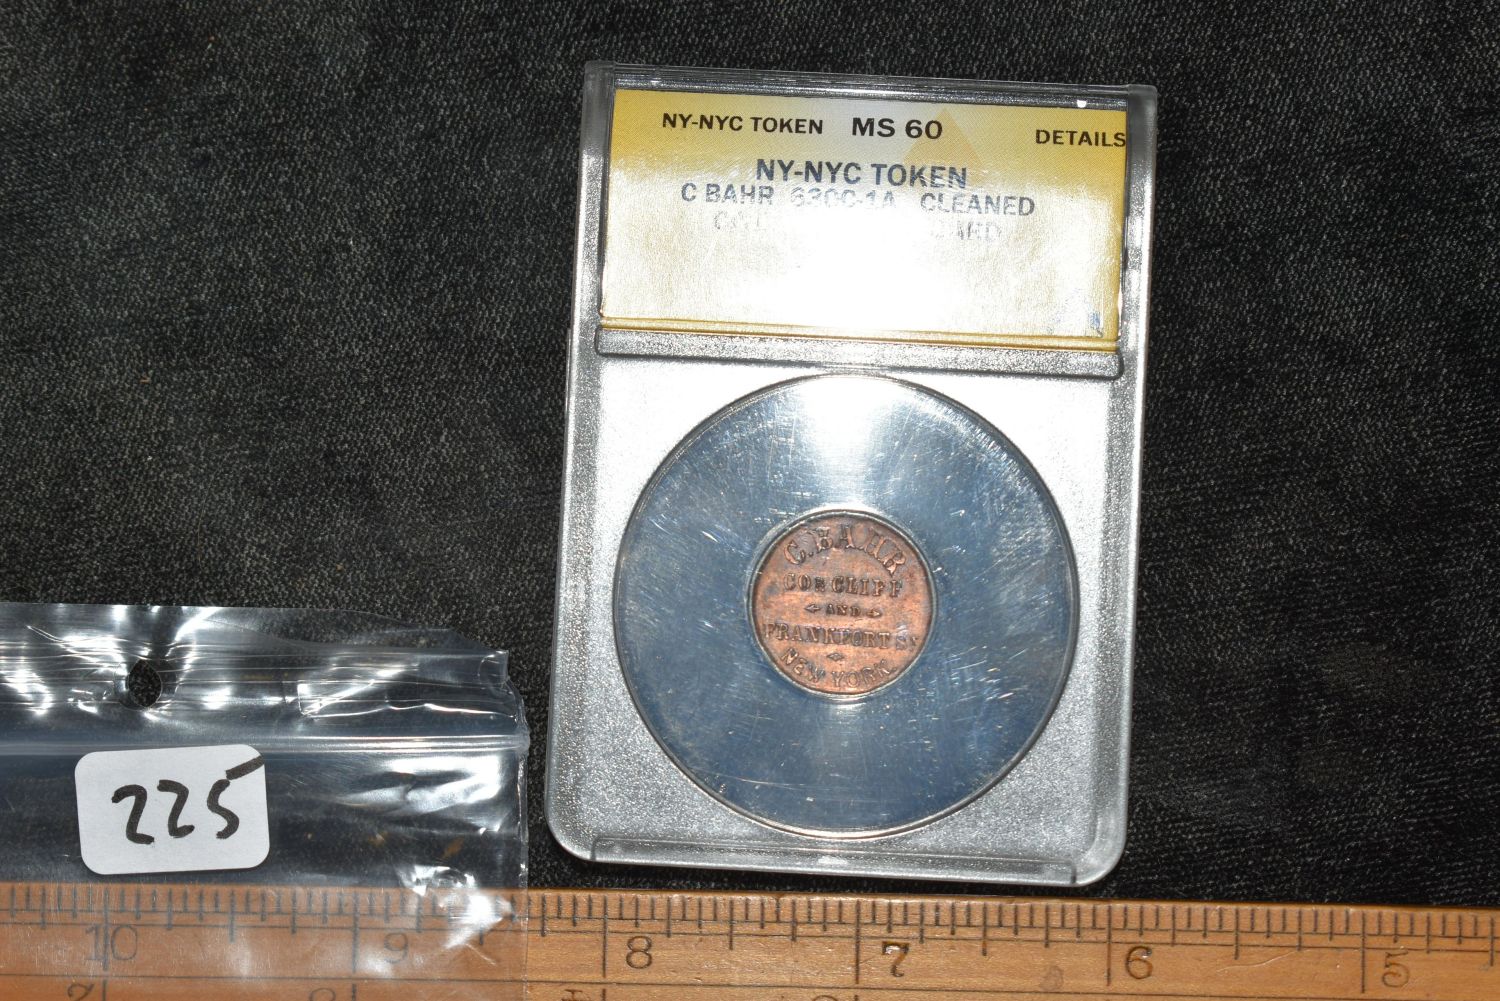 NY-NYC TOKEN MS 60 DETAILS
NY-NYC TOKEN
C BAHR 630C-1A CLEANED
C. BAHR
COR CLIFF
AND
FRANKFORT STS
NEW YORK
225
10 9 8 7 6 5